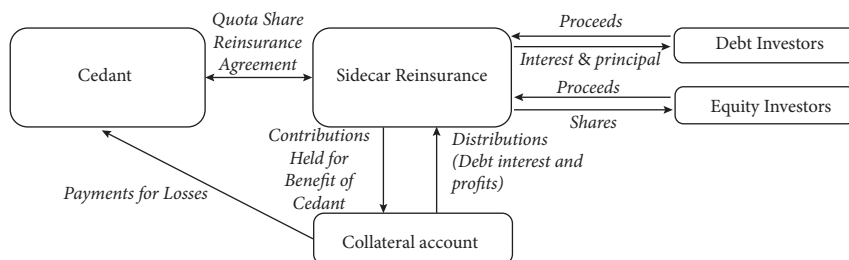 Quota Share
Reinsurance
Agreement
Cedant
Sidecar Reinsurance
Proceeds
Debt Investors
Interest & principal
Proceeds
Equity Investors
Shares
Contributions
Held for
Benefit of
Cedant
Distributions
(Debt interest and
profits)
Payments for Losses
Collateral account